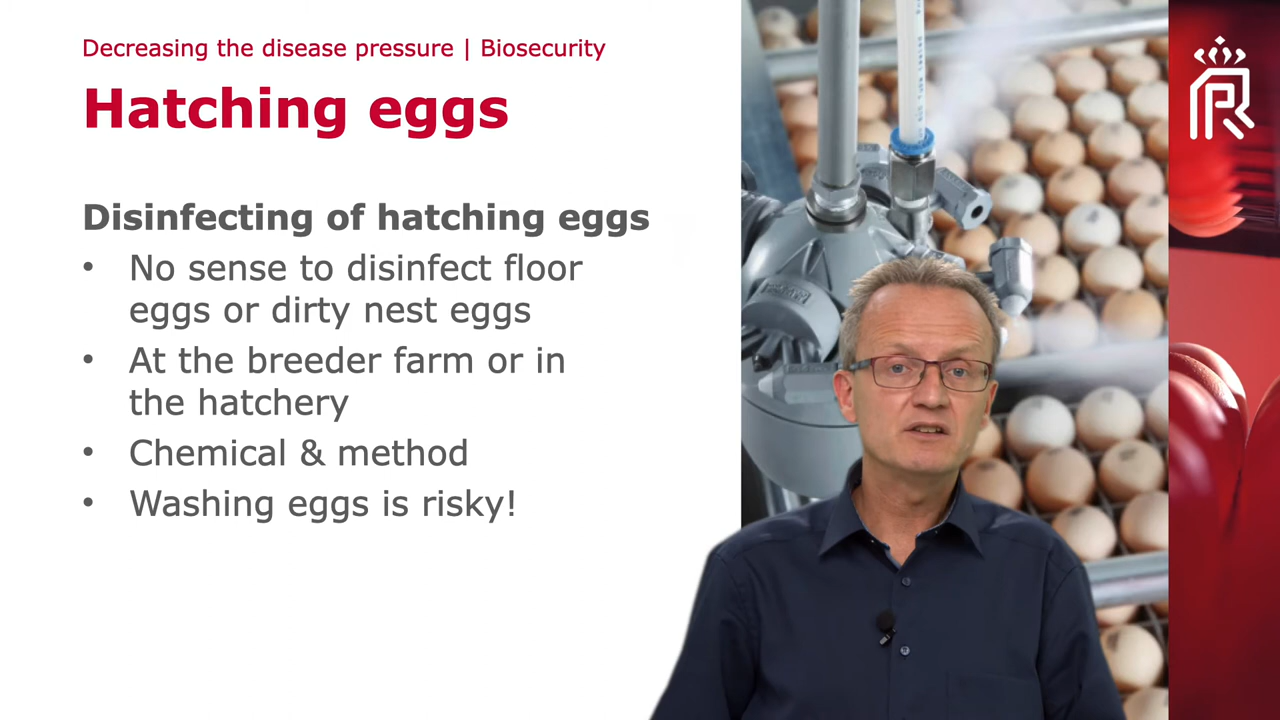 Decreasing the disease pressure | Biosecurity
Hatching eggs
Disinfecting of hatching eggs
• No sense to disinfect floor
eggs or dirty nest eggs
• At the breeder farm or in
the hatchery
• Chemical & method
• Washing eggs is risky!